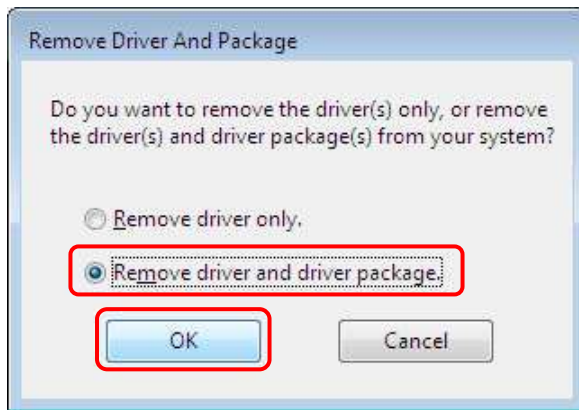 Remove Driver And Package
Do you want to remove the driver(s) only, or remove
the driver(s) and driver package(s) from your system?
Remove driver only.
Remove driver and driver package.
OK Cancel